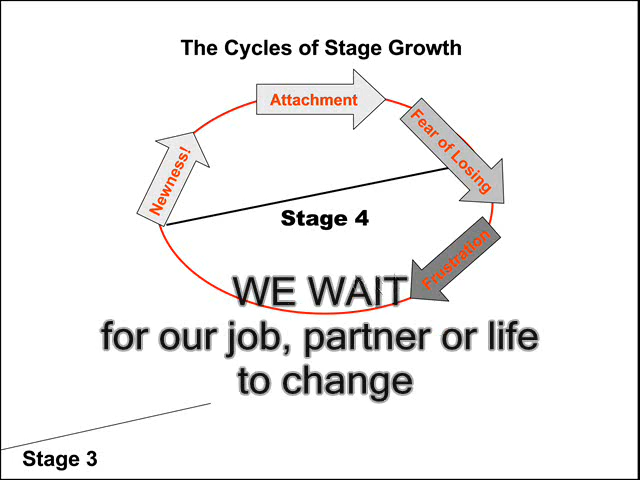 The Cycles of Stage Growth
Attachment
Fear of Losing
Newness!
Stage 4
Frustration
WE WAIT
for our job, partner or life
to change
Stage 3